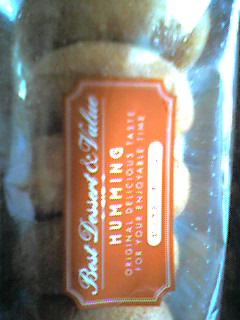 Best Dessert & Value
HUMMING
ORIGINAL DELICIOUS TASTE
FOR YOUR ENJOYABLE TIME